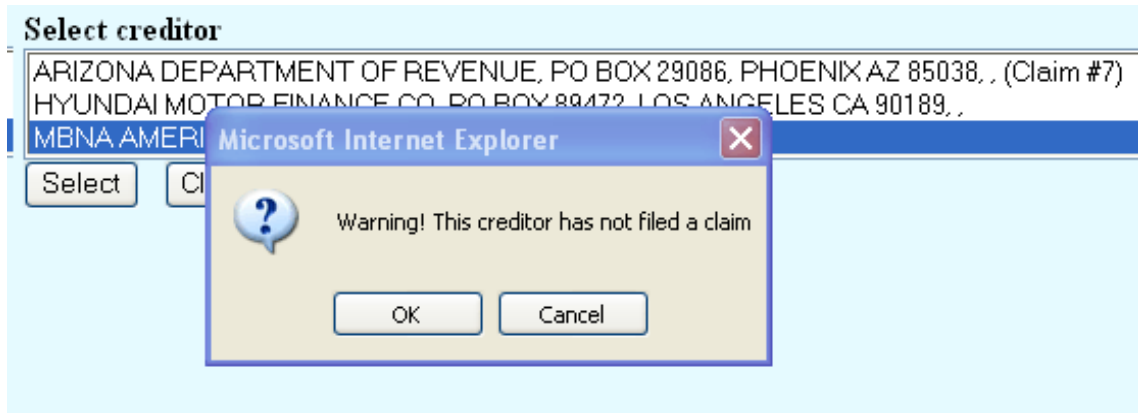 Select creditor
ARIZONA DEPARTMENT OF REVENUE, PO BOX 29086, PHOENIX AZ 85038, , (Claim #7)
HYUNDAI MOTOR FINANCE CO, PO BOX 89472, LOS ANGELES CA 90189, ,
MBNA AMERI
Microsoft Internet Explorer
Select
Cl
Warning! This creditor has not filed a claim
OK Cancel